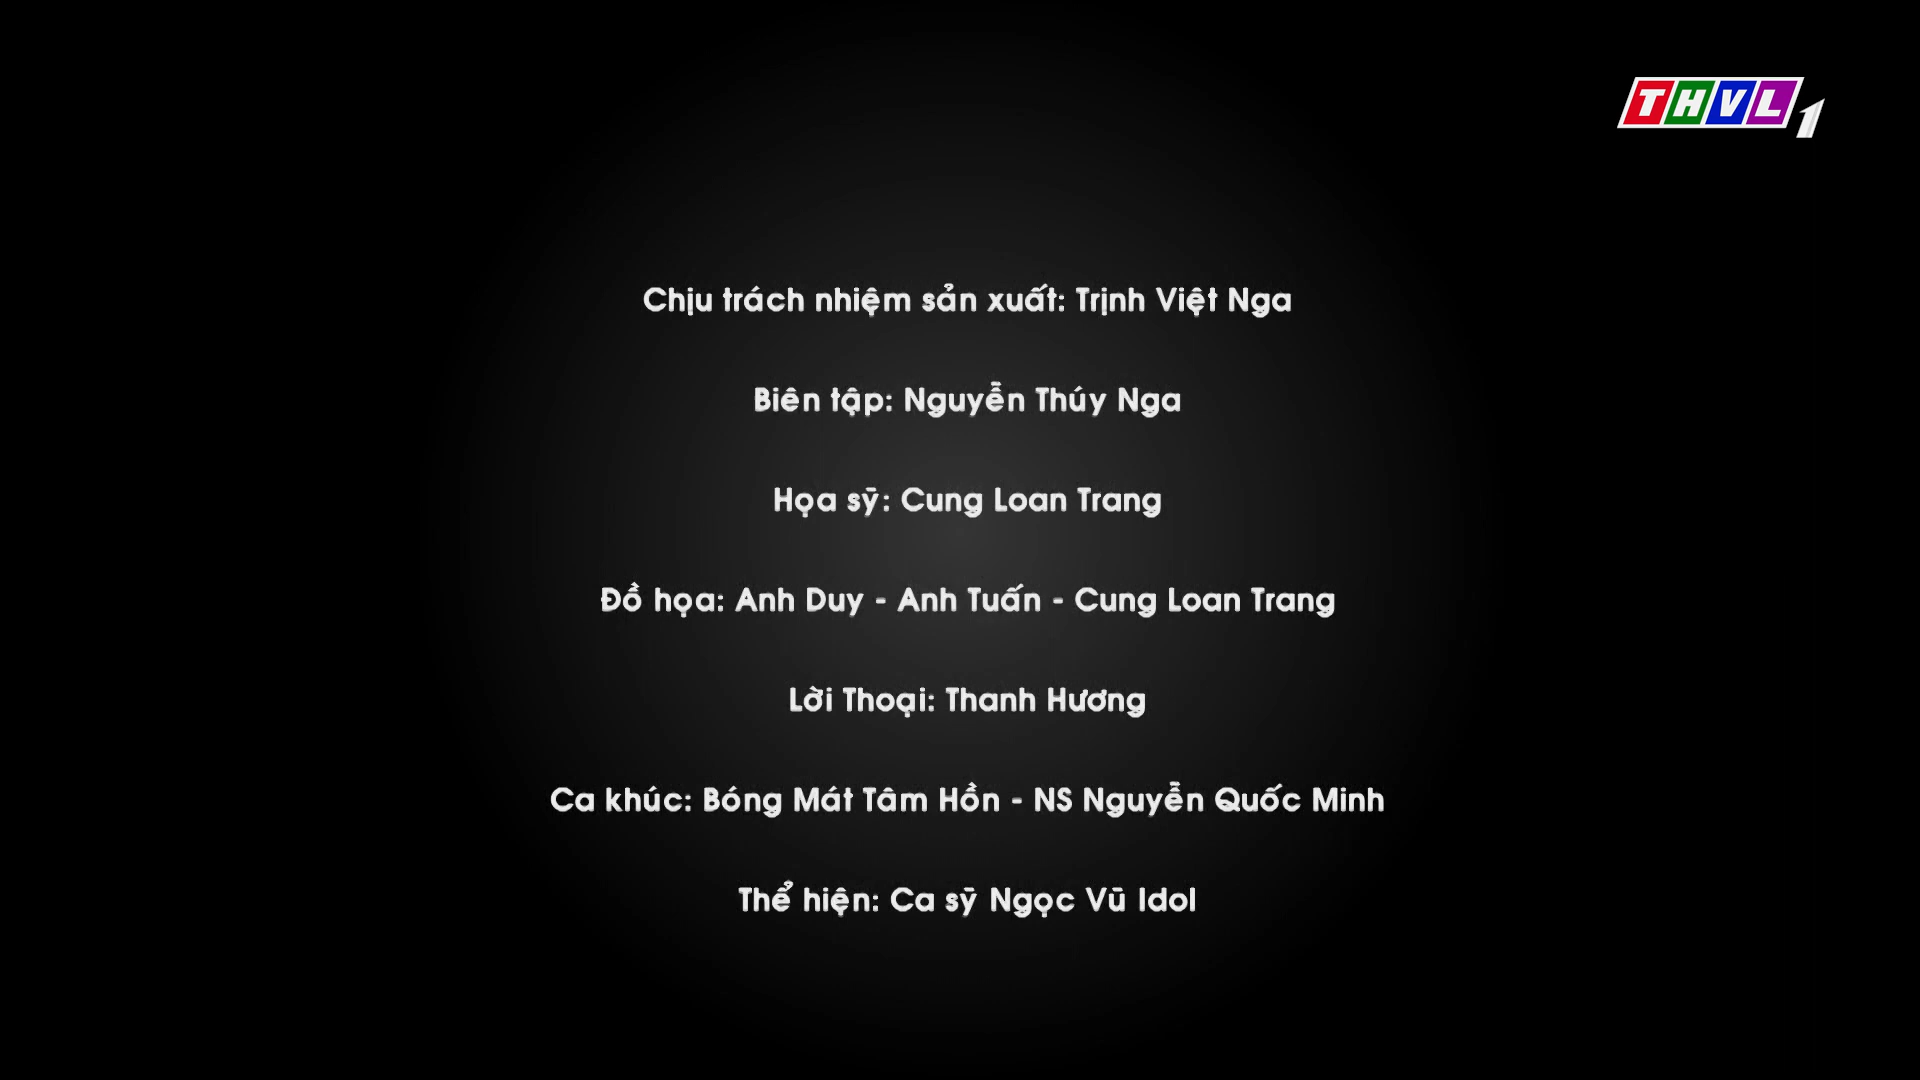 THVL1
Chịu trách nhiệm sản xuất: Trịnh Việt Nga
Biên tập: Nguyễn Thúy Nga
Họa sỹ: Cung Loan Trang
Đồ họa: Anh Duy - Anh Tuấn - Cung Loan Trang
Lời Thoại: Thanh Hương
Ca khúc: Bóng Mát Tâm Hồn - NS Nguyễn Quốc Minh
Thể hiện: Ca sỹ Ngọc Vũ Idol